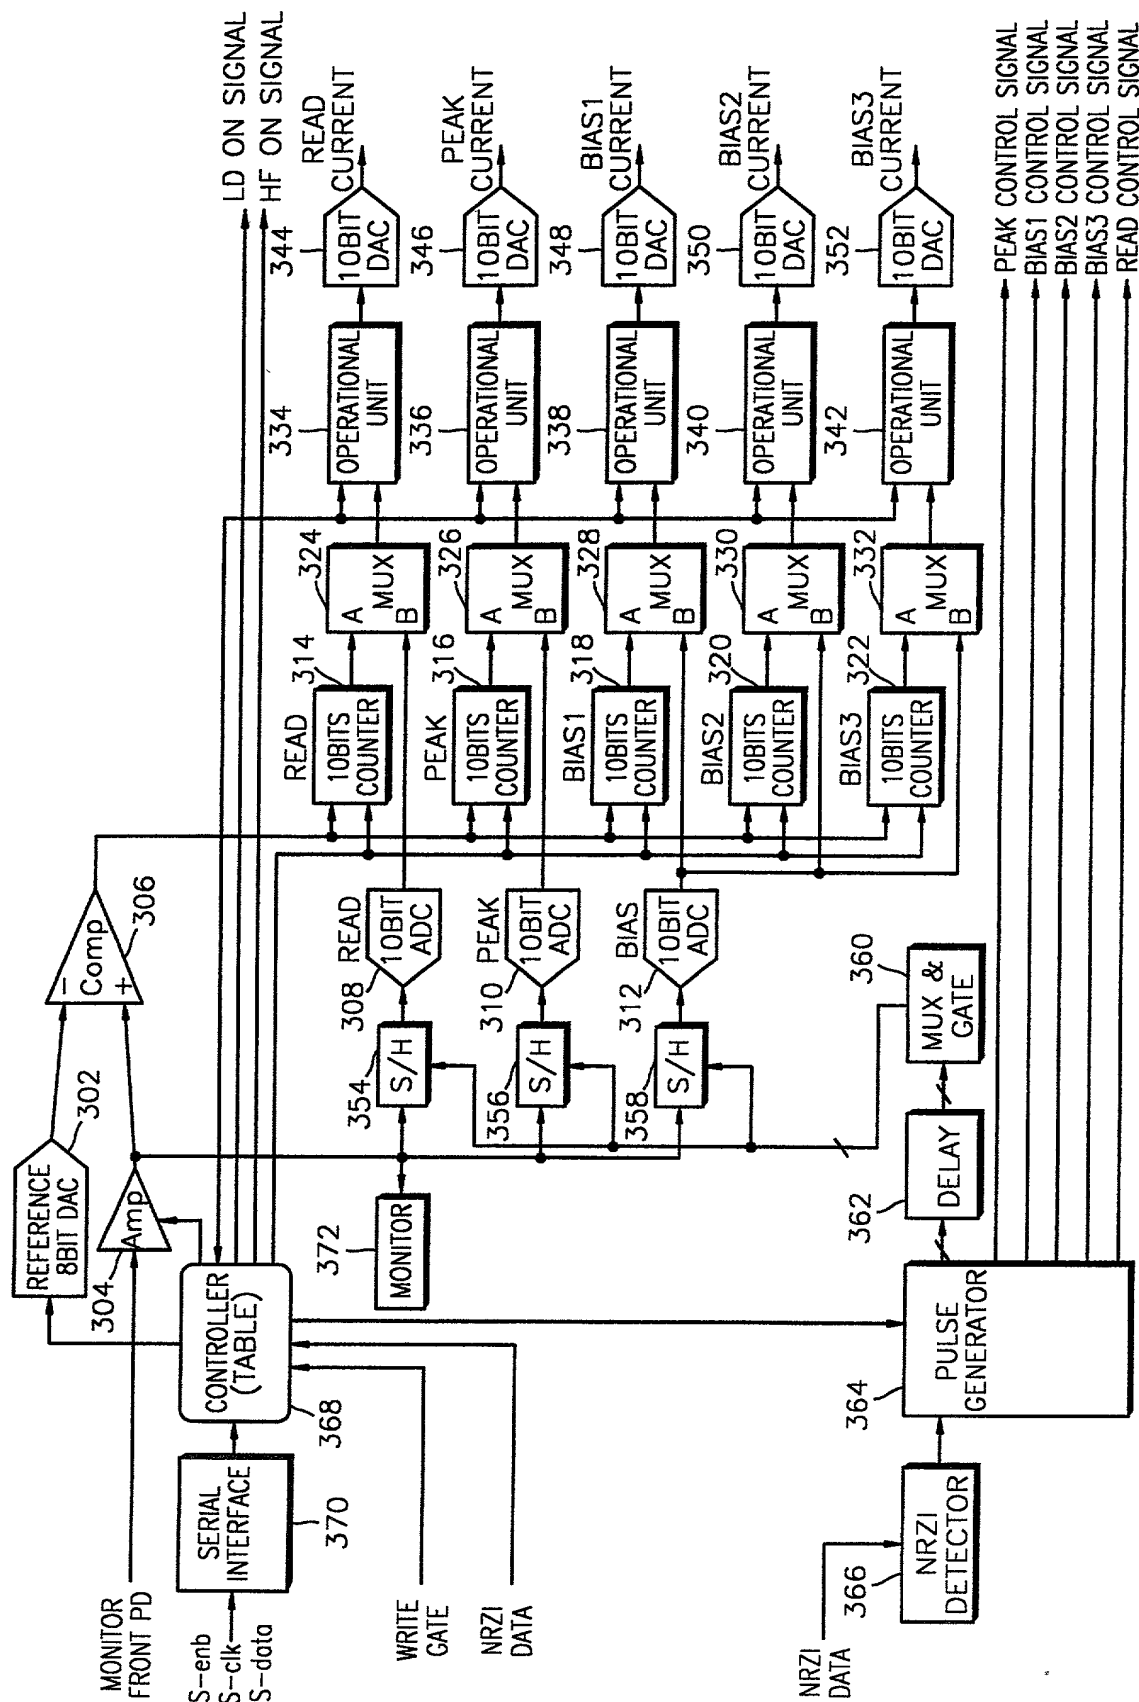 MONITOR
FRONT PD
S-enb
S-clk
S-data
WRITE
GATE
NRZI
DATA
NRZI
DATA
SERIAL
INTERFACE
370
CONTROLLER
(TABLE)
368
REFERENCE
8BIT DAC
302
Amp
304
Comp
-
+
306
MONITOR
372
NRZI
DETECTOR
366
PULSE
GENERATOR
364
DELAY
362
MUX &
GATE
360
S/H
354
S/H
356
S/H
358
READ
10BIT
ADC
308
PEAK
10BIT
ADC
310
BIAS
10BIT
ADC
312
READ
10BITS
COUNTER
314
PEAK
10BITS
COUNTER
316
BIAS1
10BITS
COUNTER
318
BIAS2
10BITS
COUNTER
320
BIAS3
10BITS
COUNTER
322
A
MUX
B
324
A
MUX
B
326
A
MUX
B
328
A
MUX
B
330
A
MUX
B
332
OPERATIONAL
UNIT
334
OPERATIONAL
UNIT
336
OPERATIONAL
UNIT
338
OPERATIONAL
UNIT
340
OPERATIONAL
UNIT
342
10BIT
DAC
344
10BIT
DAC
346
10BIT
DAC
348
10BIT
DAC
350
10BIT
DAC
352
LD ON SIGNAL
HF ON SIGNAL
READ
CURRENT
PEAK
CURRENT
BIAS1
CURRENT
BIAS2
CURRENT
BIAS3
CURRENT
PEAK CONTROL SIGNAL
BIAS1 CONTROL SIGNAL
BIAS2 CONTROL SIGNAL
BIAS3 CONTROL SIGNAL
READ CONTROL SIGNAL